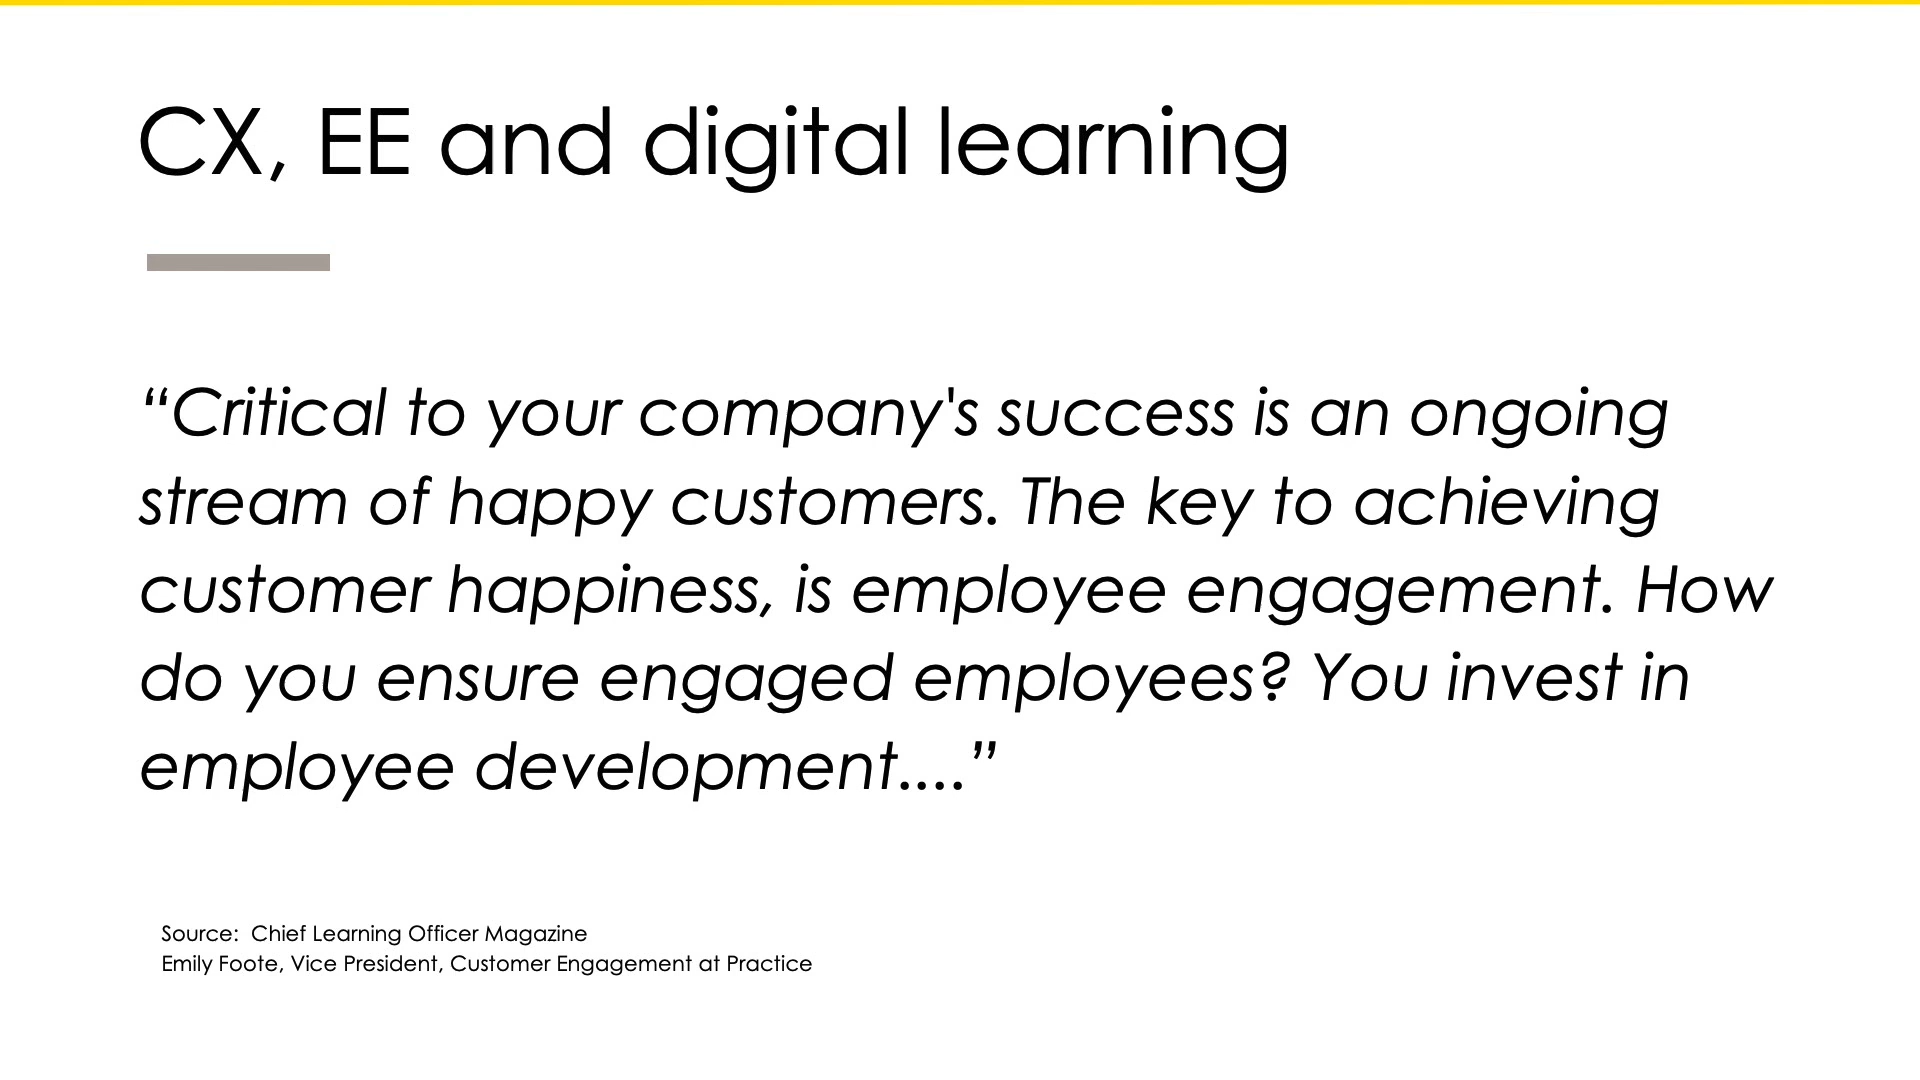 CX, EE and digital learning
“Critical to your company's success is an ongoing
stream of happy customers. The key to achieving
customer happiness, is employee engagement. How
do you ensure engaged employees? You invest in
employee development....”
Source:  Chief Learning Officer Magazine
Emily Foote, Vice President, Customer Engagement at Practice